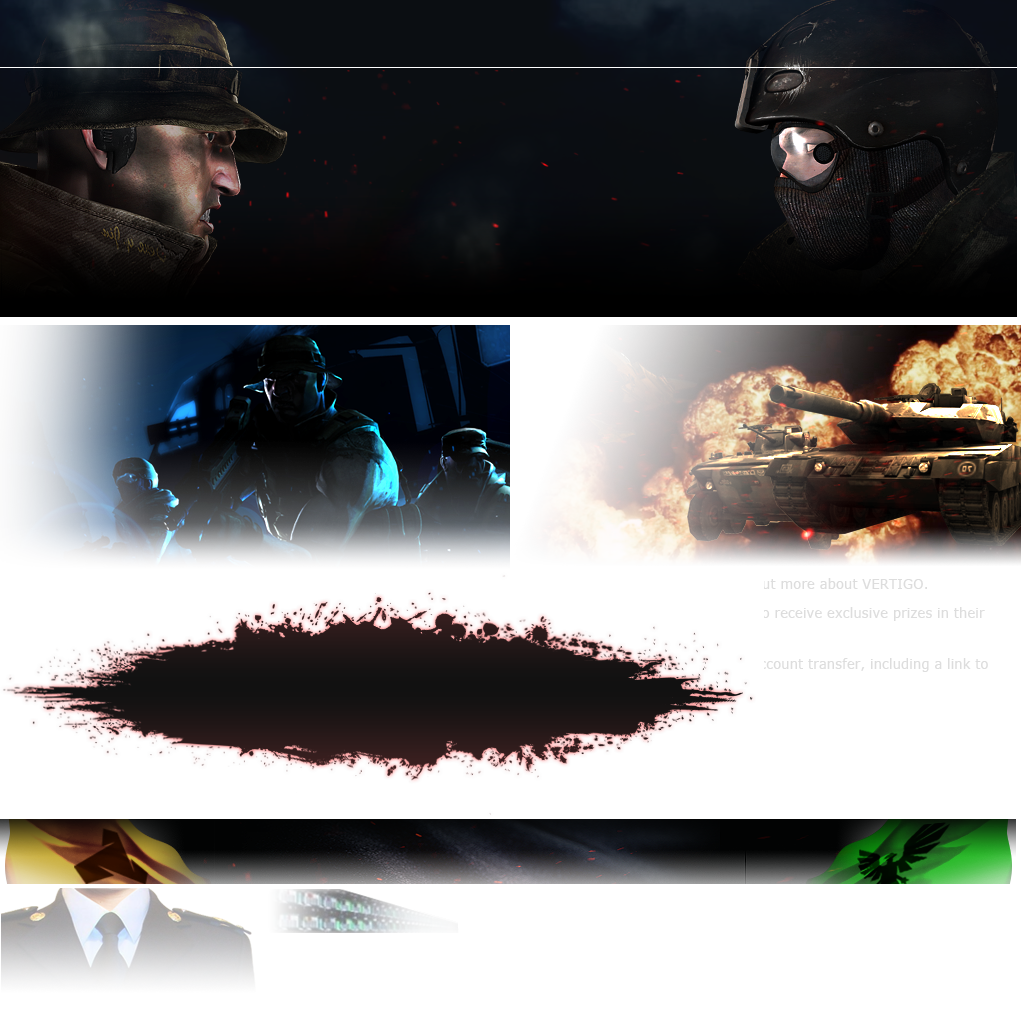 ut more about VERTIGO.
o receive exclusive prizes in their
ccount transfer, including a link to